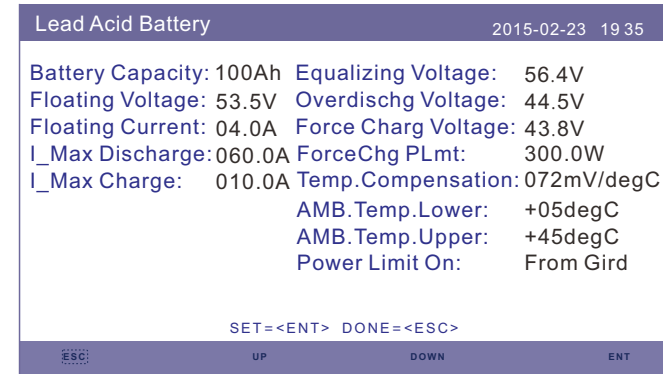 Lead Acid Battery 2015-02-23 19 35
Battery Capacity: 100Ah Equalizing Voltage: 56.4V
Floating Voltage: 53.5V Overdischg Voltage: 44.5V
Floating Current: 04.0A Force Charg Voltage: 43.8V
I_Max Discharge: 060.0A ForceChg PLmt: 300.0W
I_Max Charge: 010.0A Temp.Compensation: 072mV/degC
AMB.Temp.Lower: +05degC
AMB.Temp.Upper: +45degC
Power Limit On: From Gird
SET=<ENT> DONE=<ESC>
ESC UP DOWN ENT